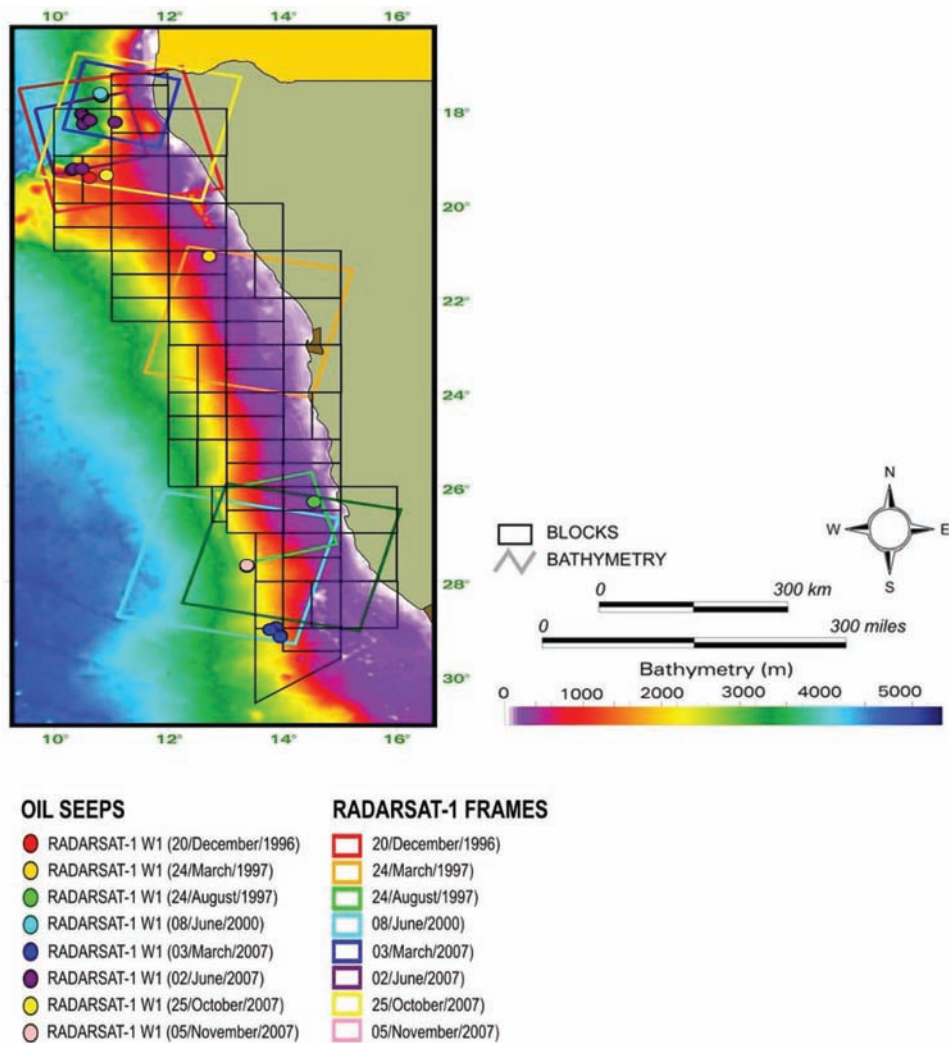 10° 12° 14° 16°
18°
20°
22°
24°
26°
28°
30°
10° 12° 14° 16°
N
W E
S
BLOCKS
BATHYMETRY
0 300 km
0 300 miles
Bathymetry (m)
0 1000 2000 3000 4000 5000
OIL SEEPS
RADARSAT-1 W1 (20/December/1996)
RADARSAT-1 W1 (24/March/1997)
RADARSAT-1 W1 (24/August/1997)
RADARSAT-1 W1 (08/June/2000)
RADARSAT-1 W1 (03/March/2007)
RADARSAT-1 W1 (02/June/2007)
RADARSAT-1 W1 (25/October/2007)
RADARSAT-1 W1 (05/November/2007)
RADARSAT-1 FRAMES
20/December/1996)
24/March/1997)
24/August/1997)
08/June/2000)
03/March/2007)
02/June/2007)
25/October/2007)
05/November/2007)